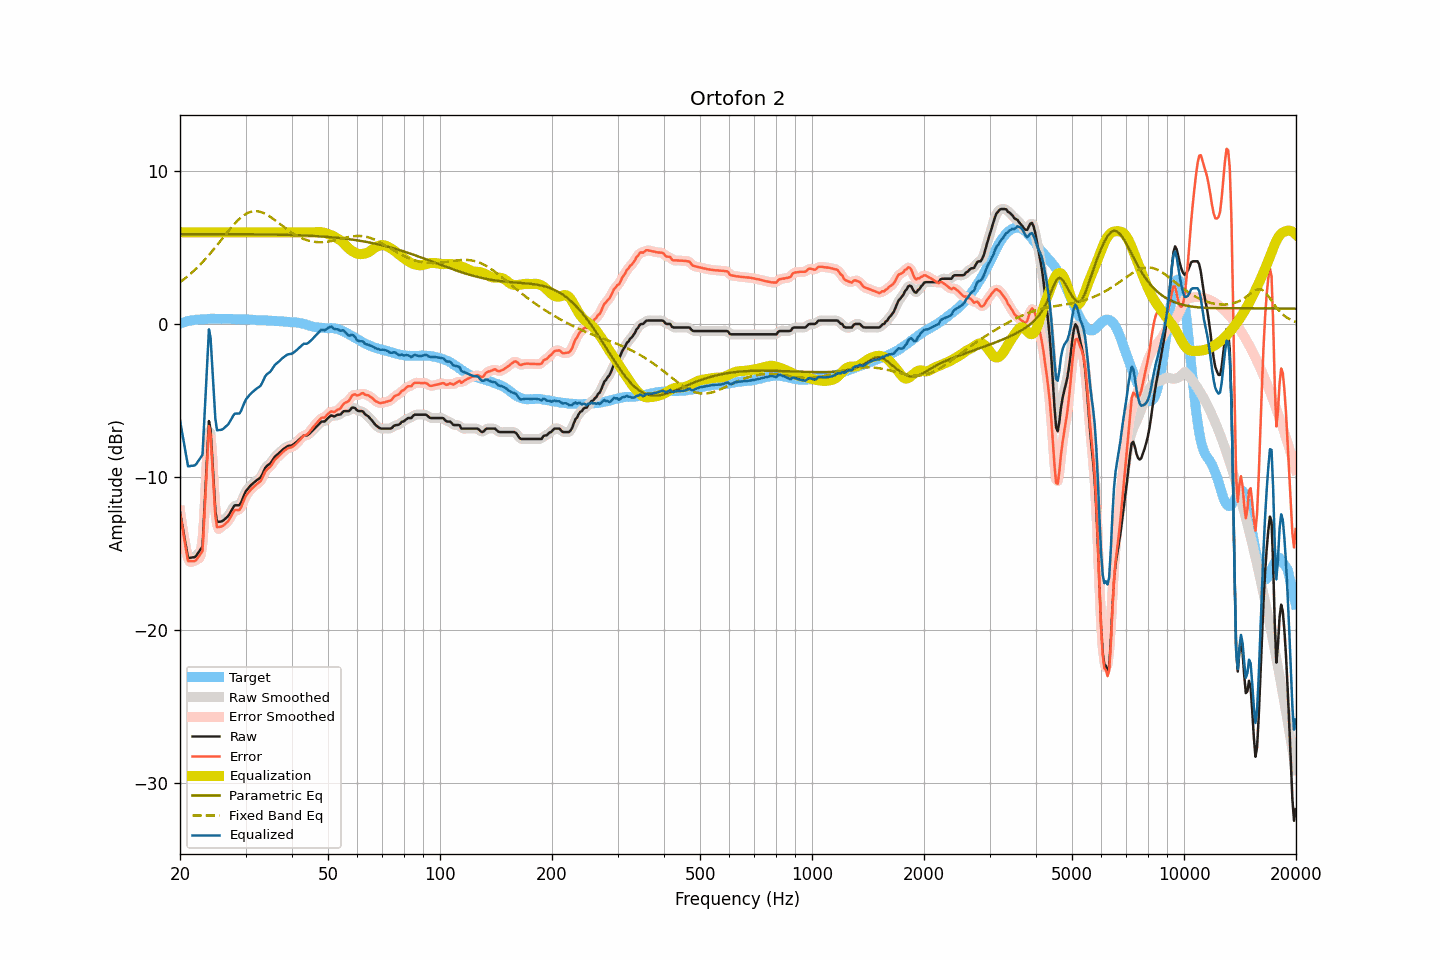 Ortofon 2
10
0
−10
−20
−30
Amplitude (dBr)
Target
Raw Smoothed
Error Smoothed
Raw
Error
Equalization
Parametric Eq
Fixed Band Eq
Equalized
20 50 100 200 500 1000 2000 5000 10000 20000
Frequency (Hz)